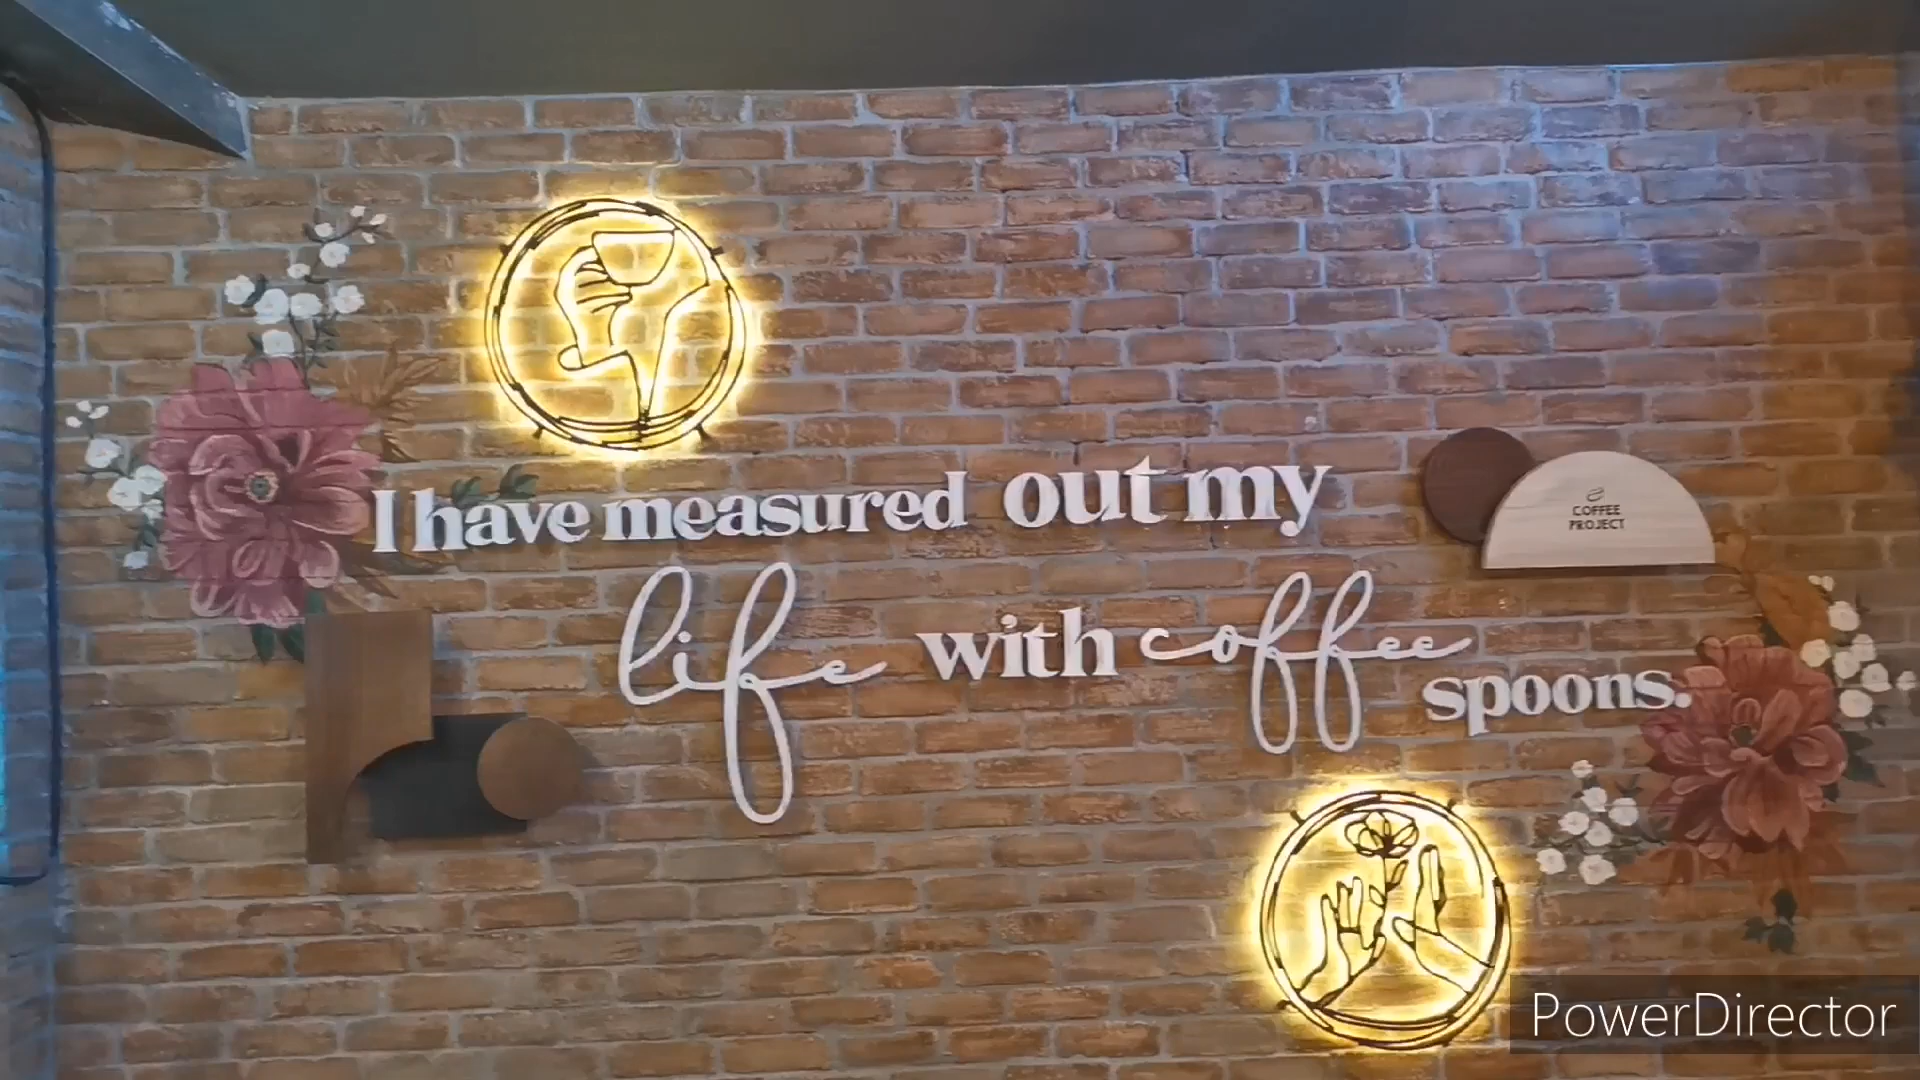 I have measured out my
life with coffee
spoons.
COFFEE
PROJECT
PowerDirector